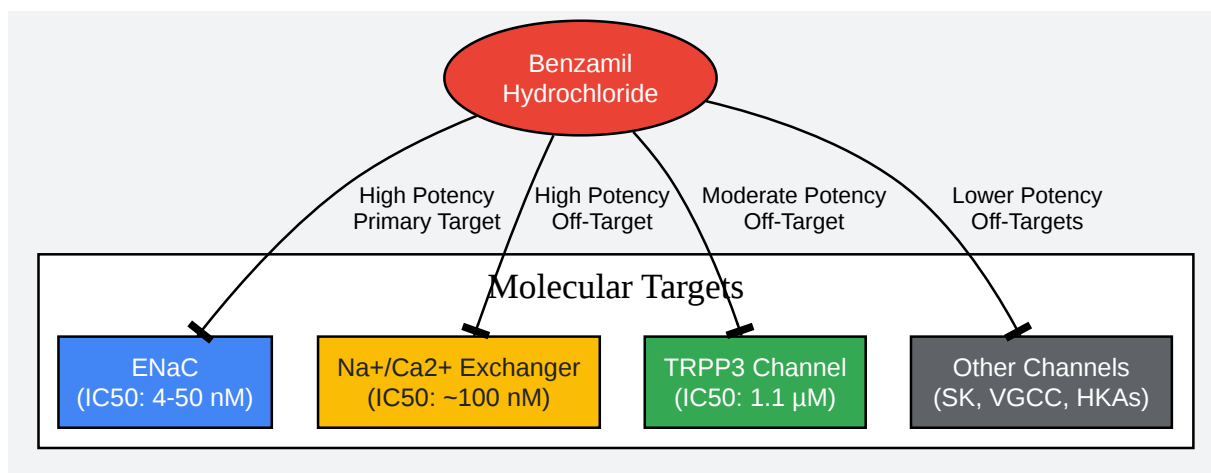 Benzamil
Hydrochloride
High Potency
Primary Target
High Potency
Off-Target
Moderate Potency
Off-Target
Lower Potency
Off-Targets
Molecular Targets
ENaC
(IC50: 4-50 nM)
Na+/Ca2+ Exchanger
(IC50: ~100 nM)
TRPP3 Channel
(IC50: 1.1 µM)
Other Channels
(SK, VGCC, HKAs)